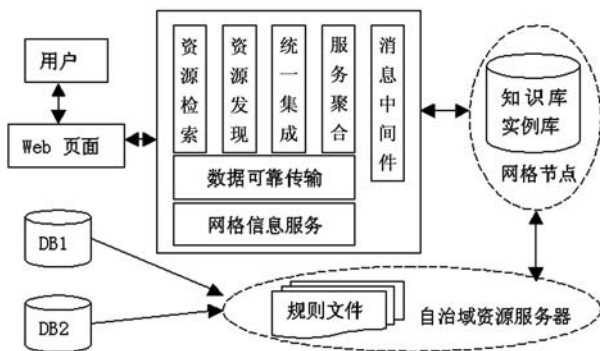 用户
Web 页面
资源检索
资源发现
统一集成
服务聚合
消息中间件
数据可靠传输
网格信息服务
知识库
实例库
网格节点
DB1
DB2
规则文件
自治域资源服务器